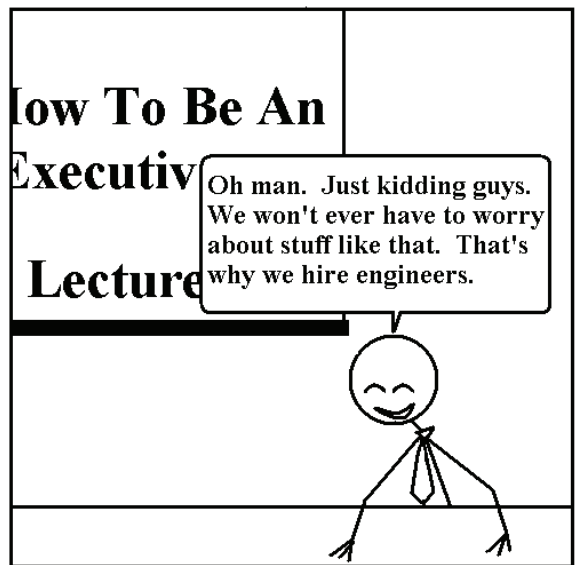 How To Be An
Executiv
Lecture
Oh man.  Just kidding guys.
We won't ever have to worry
about stuff like that.  That's
why we hire engineers.